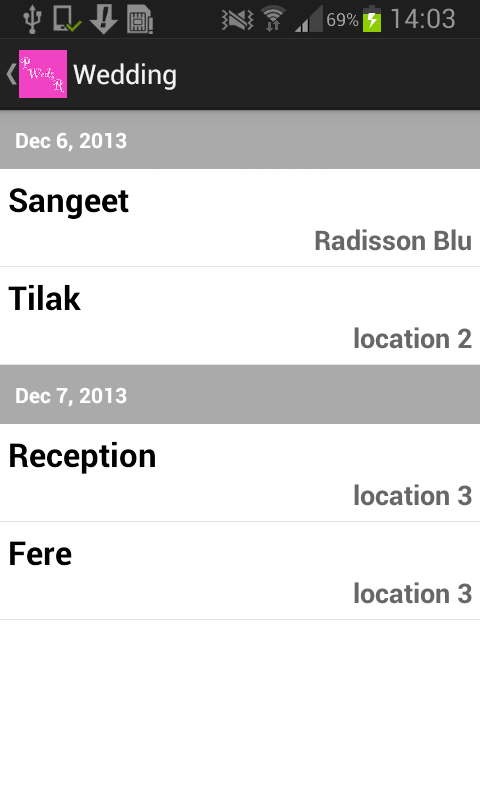 69% 14:03
P
Weds
R
Wedding
Dec 6, 2013
Sangeet
Radisson Blu
Tilak
location 2
Dec 7, 2013
Reception
location 3
Fere
location 3